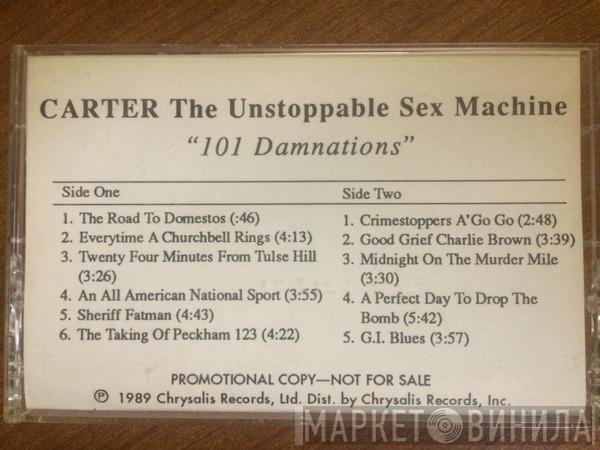 CARTER The Unstoppable Sex Machine
"101 Damnations"
Side One
1. The Road To Domestos (:46)
2. Everytime A Churchbell Rings (4:13)
3. Twenty Four Minutes From Tulse Hill
(3:26)
4. An All American National Sport (3:55)
5. Sheriff Fatman (4:43)
6. The Taking Of Peckham 123 (4:22)
Side Two
1. Crimestoppers A'Go Go (2:48)
2. Good Grief Charlie Brown (3:39)
3. Midnight On The Murder Mile
(3:30)
4. A Perfect Day To Drop The
Bomb (5:42)
5. G.I. Blues (3:57)
PROMOTIONAL COPY—NOT FOR SALE
℗ 1989 Chrysalis Records, Ltd. Dist. by Chrysalis Records, Inc.
МАРКЕТ ВИНИЛА